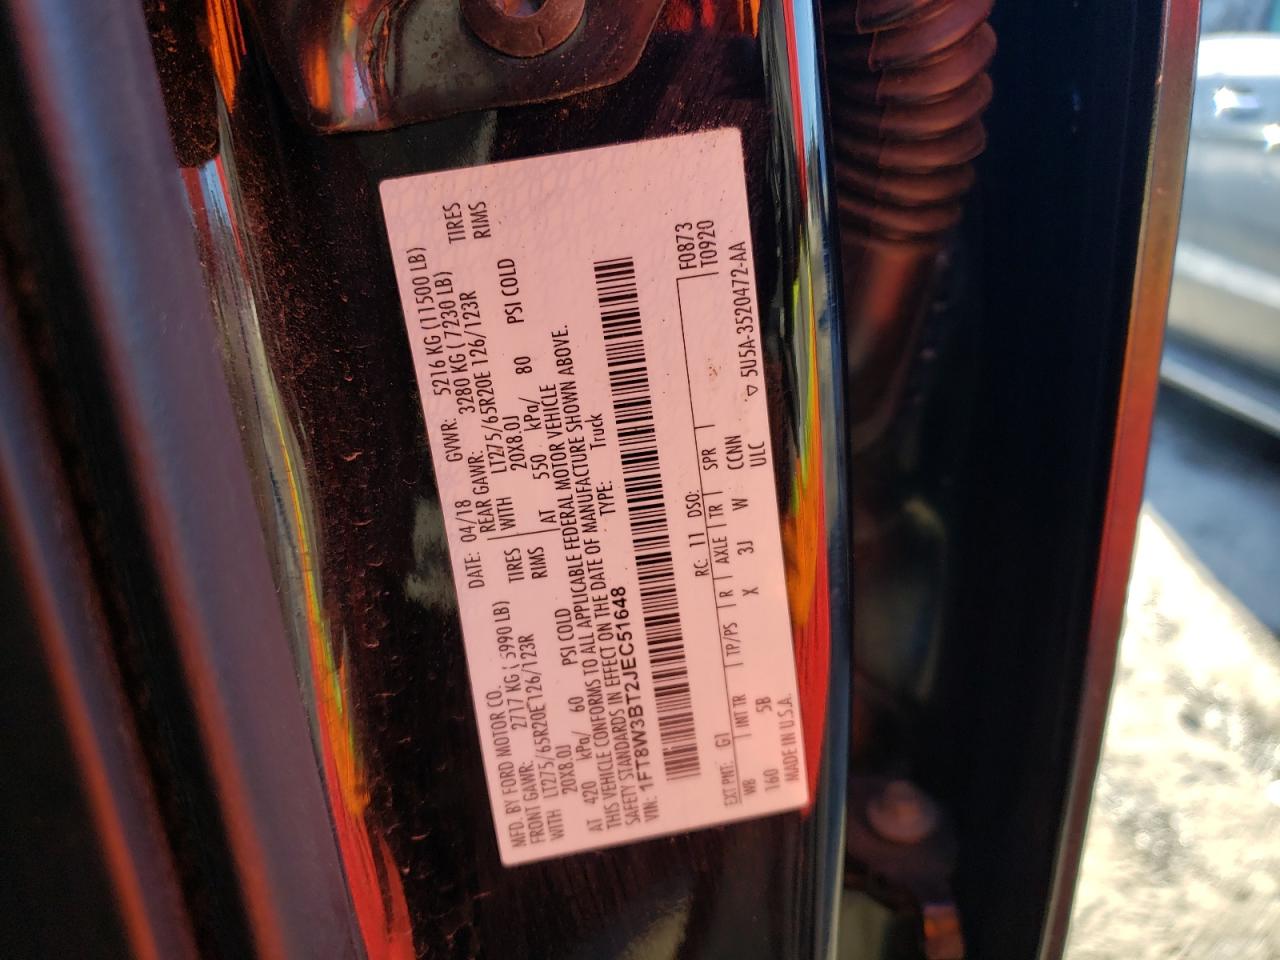 MFD. BY FORD MOTOR CO.
DATE: 04/18 GVWR: 5216 KG (11500 LB)
FRONT GAWR: 2717 KG (5990 LB) REAR GAWR: 3280 KG (7230 LB)
WITH LT275/65R20E 126/123R TIRES WITH LT275/65R20E 126/123R TIRES
20X8.0J RIMS 20X8.0J RIMS
AT 420 kPa/ 60 PSI COLD AT 550 kPa/ 80 PSI COLD
THIS VEHICLE CONFORMS TO ALL APPLICABLE FEDERAL MOTOR VEHICLE
SAFETY STANDARDS IN EFFECT ON THE DATE OF MANUFACTURE SHOWN ABOVE.
VIN: 1FT8W3BT2JEC51648 TYPE: Truck
F0873
EXT PNT: G1 RC: 11 DSO: T0920
WB INT TR TP/PS R AXLE TR SPR
160 5B X 3J W CCNN
ULC
MADE IN U.S.A. ▽ 5U5A-3520472-AA